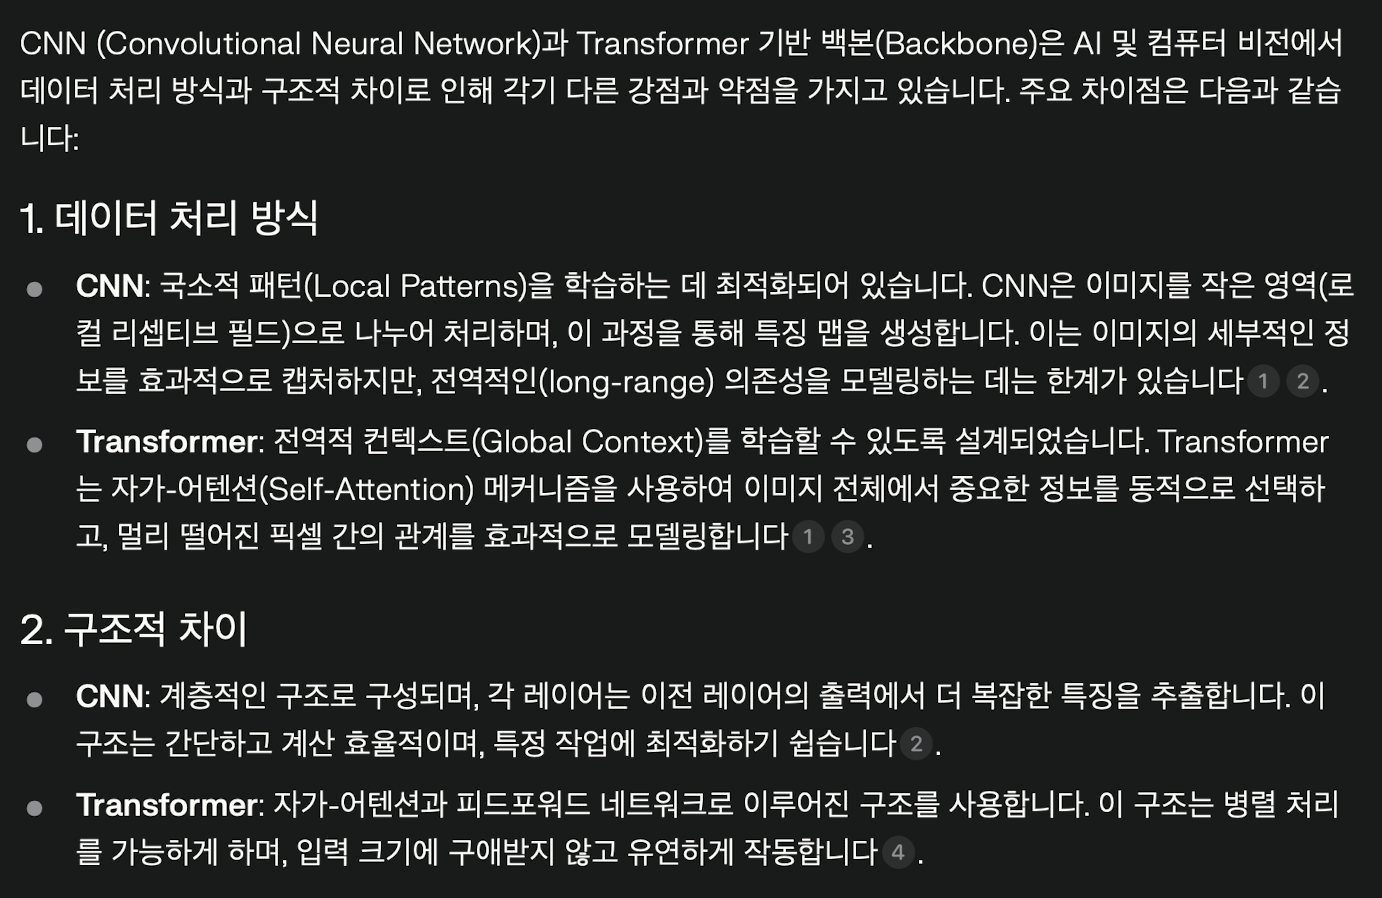 CNN (Convolutional Neural Network)과 Transformer 기반 백본(Backbone)은 AI 및 컴퓨터 비전에서
데이터 처리 방식과 구조적 차이로 인해 각기 다른 강점과 약점을 가지고 있습니다. 주요 차이점은 다음과 같습
니다:
1. 데이터 처리 방식
● CNN: 국소적 패턴(Local Patterns)을 학습하는 데 최적화되어 있습니다. CNN은 이미지를 작은 영역(로
컬 리셉티브 필드)으로 나누어 처리하며, 이 과정을 통해 특징 맵을 생성합니다. 이는 이미지의 세부적인 정
보를 효과적으로 캡처하지만, 전역적인(long-range) 의존성을 모델링하는 데는 한계가 있습니다 1 2 .
● Transformer: 전역적 컨텍스트(Global Context)를 학습할 수 있도록 설계되었습니다. Transformer
는 자가-어텐션(Self-Attention) 메커니즘을 사용하여 이미지 전체에서 중요한 정보를 동적으로 선택하
고, 멀리 떨어진 픽셀 간의 관계를 효과적으로 모델링합니다 1 3 .
2. 구조적 차이
● CNN: 계층적인 구조로 구성되며, 각 레이어는 이전 레이어의 출력에서 더 복잡한 특징을 추출합니다. 이
구조는 간단하고 계산 효율적이며, 특정 작업에 최적화하기 쉽습니다 2 .
● Transformer: 자가-어텐션과 피드포워드 네트워크로 이루어진 구조를 사용합니다. 이 구조는 병렬 처리
를 가능하게 하며, 입력 크기에 구애받지 않고 유연하게 작동합니다 4 .